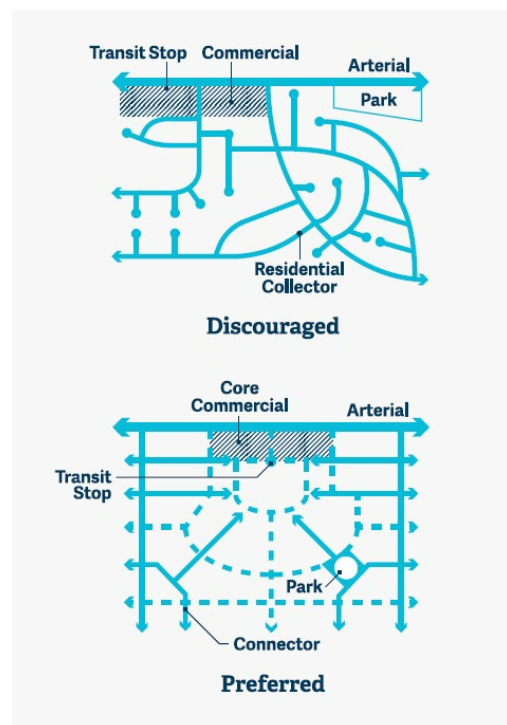 Transit Stop
Commercial
Arterial
Park
Residential
Collector
Discouraged
Core
Commercial
Arterial
Transit
Stop
Park
Connector
Preferred